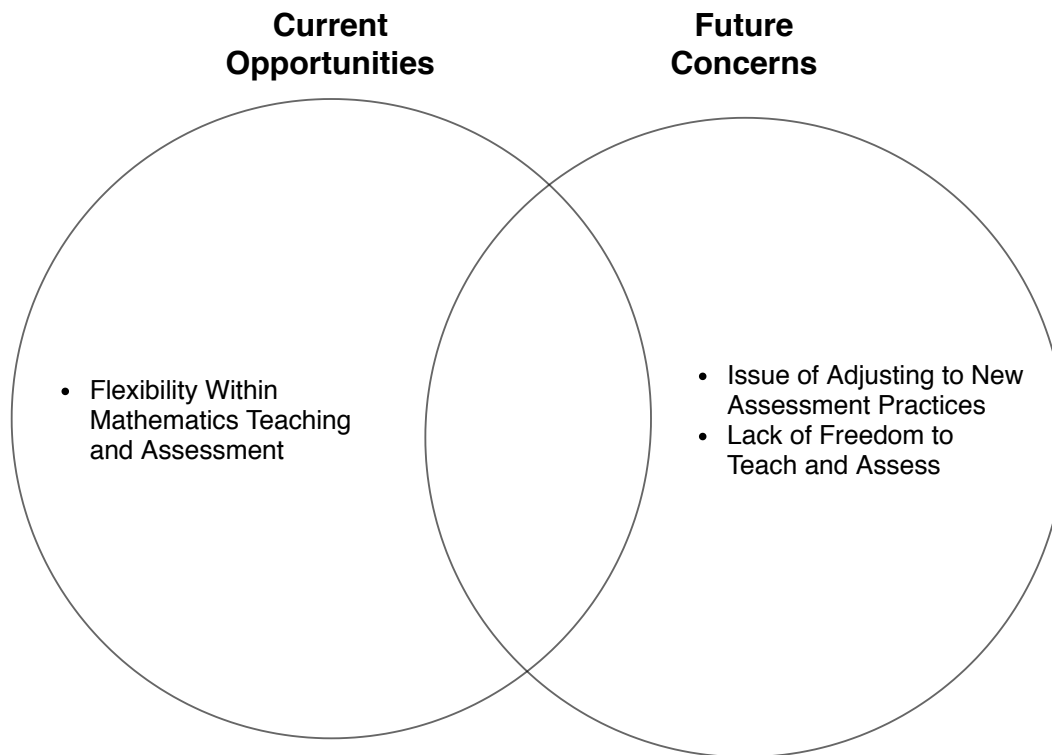 Current
Opportunities
Future
Concerns
• Flexibility Within
Mathematics Teaching
and Assessment
• Issue of Adjusting to New
Assessment Practices
• Lack of Freedom to
Teach and Assess